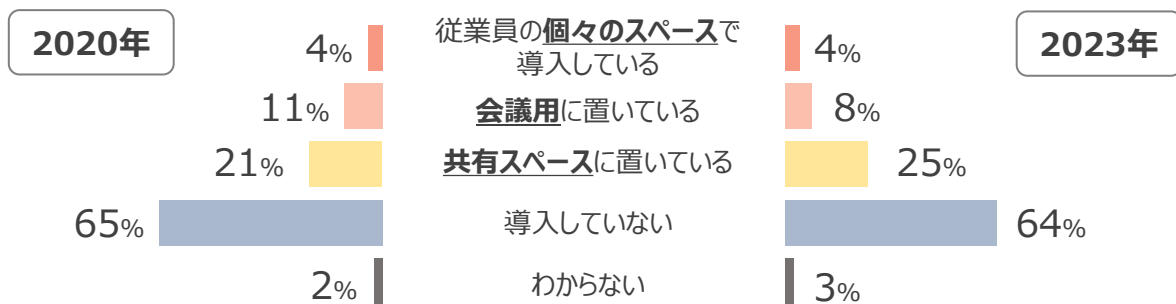 2020年
2023年
4%
従業員の個々のスペースで
導入している
4%
11%
会議用に置いている
8%
21%
共有スペースに置いている
25%
65%
導入していない
64%
2%
わからない
3%